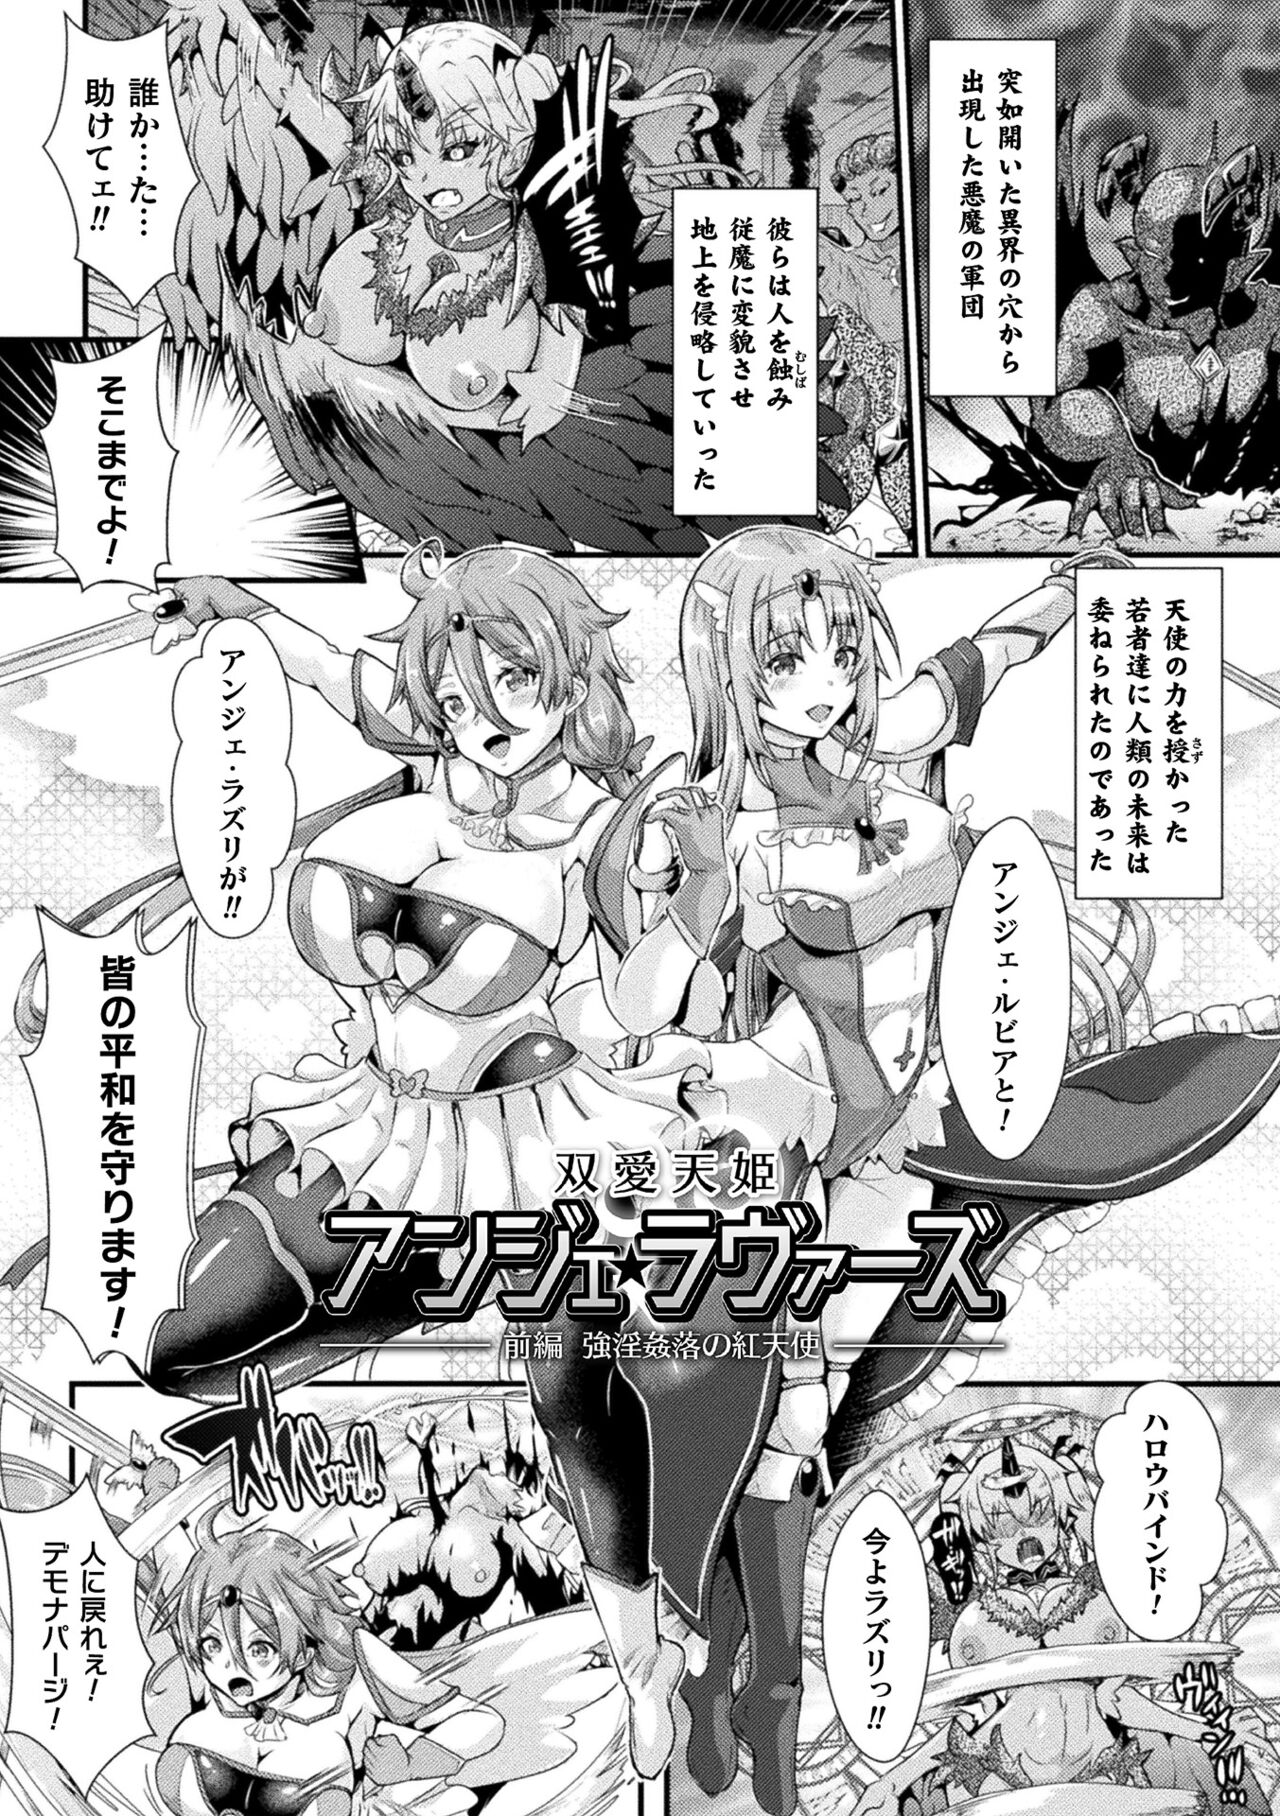 突如開いた異界の穴から
出現した悪魔の軍団
彼らは人を蝕み
むしば
従魔に変貌させ
地上を侵略していった
誰か…た…
助けてェ!!
そこまでよ!
天使の力を授かった
さず
若者達に人類の未来は
委ねられたのであった
アンジェ・ルビアと!
アンジェ・ラズリが!!
皆の平和を守ります!
双愛天姫
アンジェ★ラヴァーズ
前編 強淫姦落の紅天使
ハロウバインド!
今よラズリっ!!
人に戻れぇ!
デモナパージ!